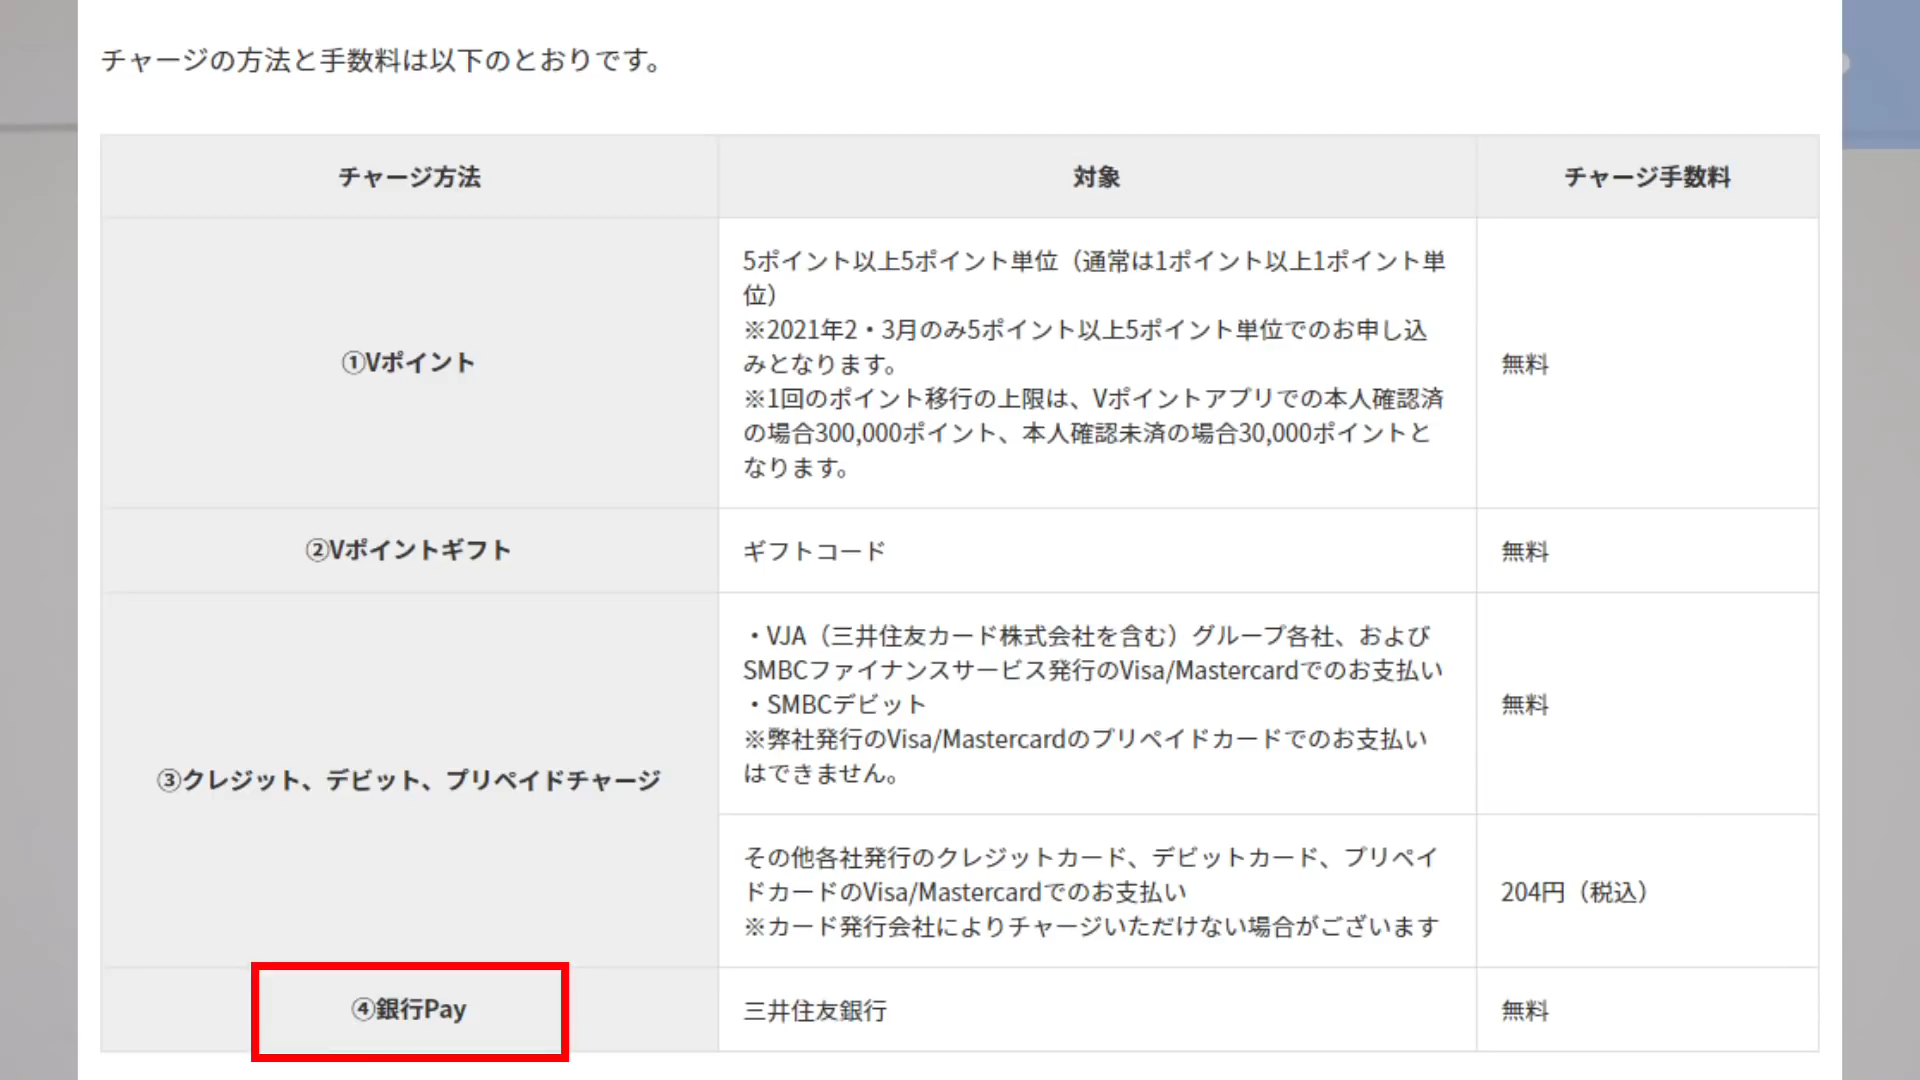 チャージの方法と手数料は以下のとおりです。
チャージ方法
対象
チャージ手数料
①Vポイント
5ポイント以上5ポイント単位（通常は1ポイント以上1ポイント単
位）
※2021年2・3月のみ5ポイント以上5ポイント単位でのお申し込
みとなります。
※1回のポイント移行の上限は、Vポイントアプリでの本人確認済
の場合300,000ポイント、本人確認未済の場合30,000ポイントと
なります。
無料
②Vポイントギフト
ギフトコード
無料
③クレジット、デビット、プリペイドチャージ
・VJA（三井住友カード株式会社を含む）グループ各社、および
SMBCファイナンスサービス発行のVisa/Mastercardでのお支払い
・SMBCデビット
※弊社発行のVisa/Mastercardのプリペイドカードでのお支払い
はできません。
無料
その他各社発行のクレジットカード、デビットカード、プリペイ
ドカードのVisa/Mastercardでのお支払い
※カード発行会社によりチャージいただけない場合がございます
204円（税込）
④銀行Pay
三井住友銀行
無料